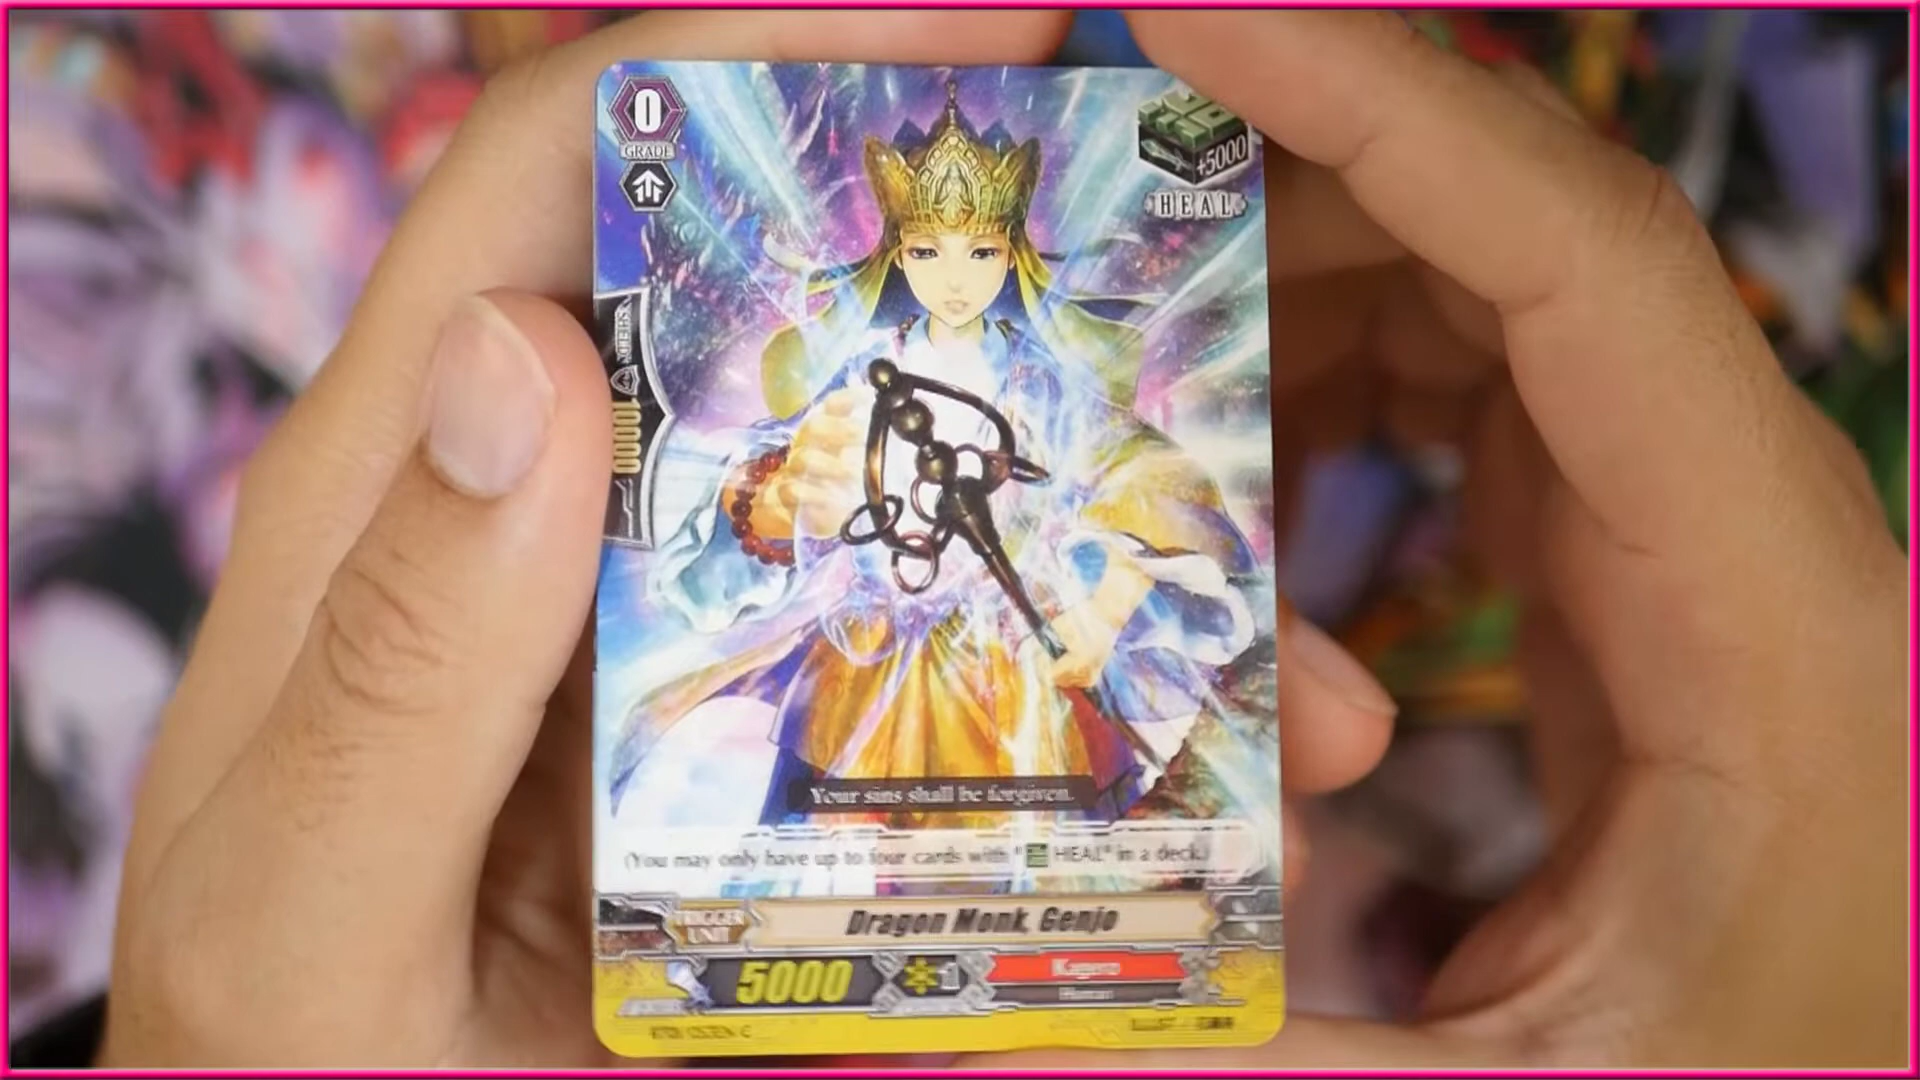 0
GRADE
+5000
HEAL
SHIELD
10000
Your sins shall be forgiven.
(You may only have up to four cards with " HEAL" in a deck.)
TRIGGER
UNIT
Dragon Monk, Genjo
5000
1
Kagero
Human